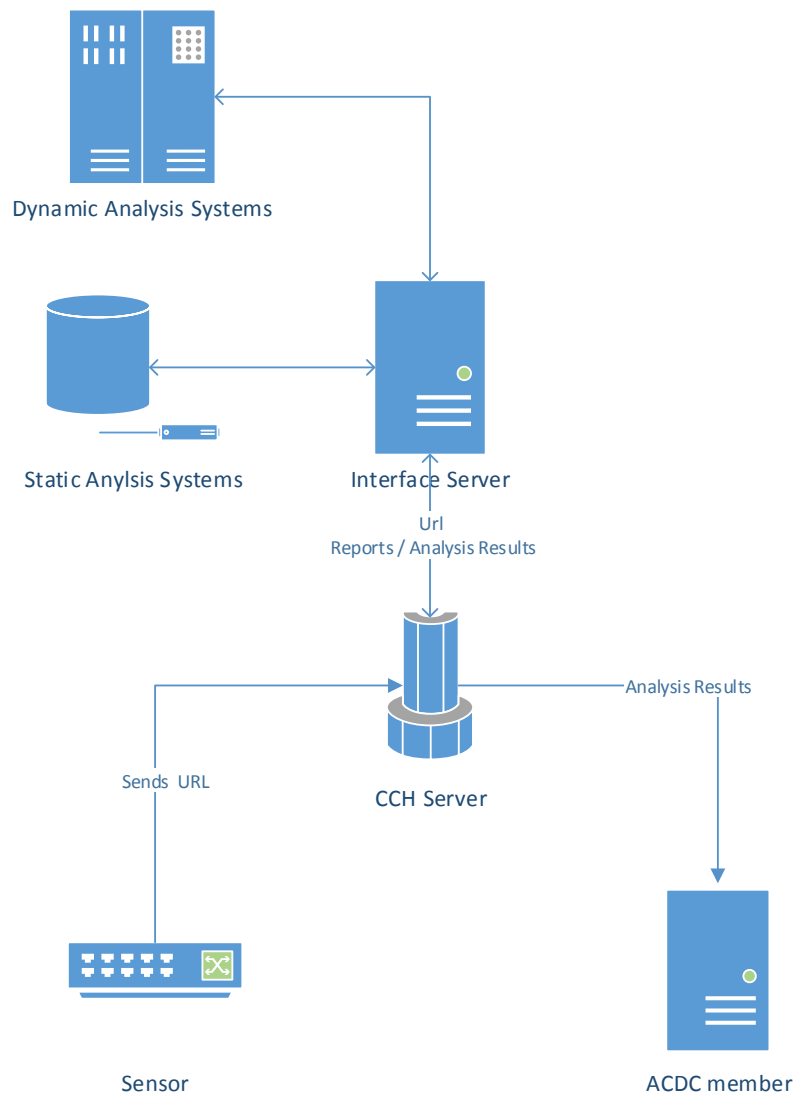 Dynamic Analysis Systems
Static Anylsis Systems
Interface Server
Url
Reports / Analysis Results
Analysis Results
Sends URL
CCH Server
Sensor
ACDC member